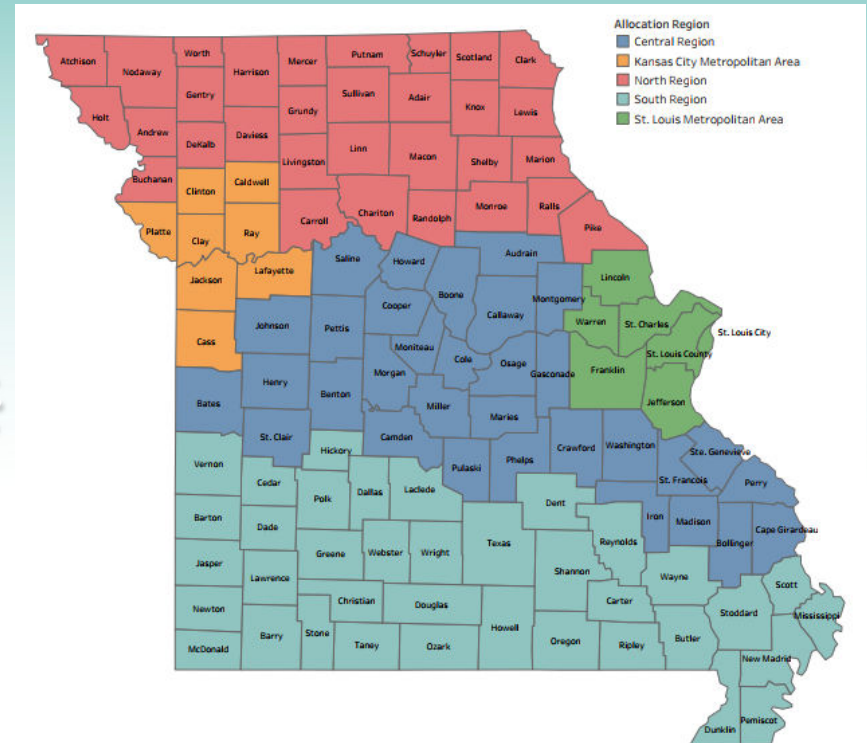 Allocation Region
Central Region
Kansas City Metropolitan Area
North Region
South Region
St. Louis Metropolitan Area
Atchison
Nodaway
Worth
Harrison
Mercer
Putnam
Schuyler
Scotland
Clark
Gentry
Sullivan
Adair
Knox
Lewis
Holt
Andrew
DeKalb
Daviess
Grundy
Linn
Macon
Shelby
Marion
Livingston
Buchanan
Clinton
Caldwell
Carroll
Chariton
Randolph
Monroe
Ralls
Pike
Platte
Clay
Ray
Saline
Howard
Audrain
Jackson
Lafayette
Boone
Lincoln
Cooper
Callaway
Montgomery
Warren
St. Charles
St. Louis City
Johnson
Pettis
Cass
Moniteau
Cole
Osage
Gasconade
Franklin
St. Louis County
Morgan
Henry
Benton
Miller
Maries
Jefferson
Bates
St. Clair
Camden
Crawford
Washington
Ste. Genevieve
Hickory
Pulaski
Phelps
St. Francois
Perry
Vernon
Cedar
Polk
Dallas
Laclede
Dent
Iron
Madison
Bollinger
Cape Girardeau
Barton
Dade
Greene
Webster
Wright
Texas
Reynolds
Jasper
Lawrence
Shannon
Wayne
Scott
Christian
Douglas
Carter
Stoddard
Mississippi
Newton
Howell
McDonald
Barry
Stone
Taney
Ozark
Oregon
Ripley
Butler
New Madrid
Dunklin
Pemiscot